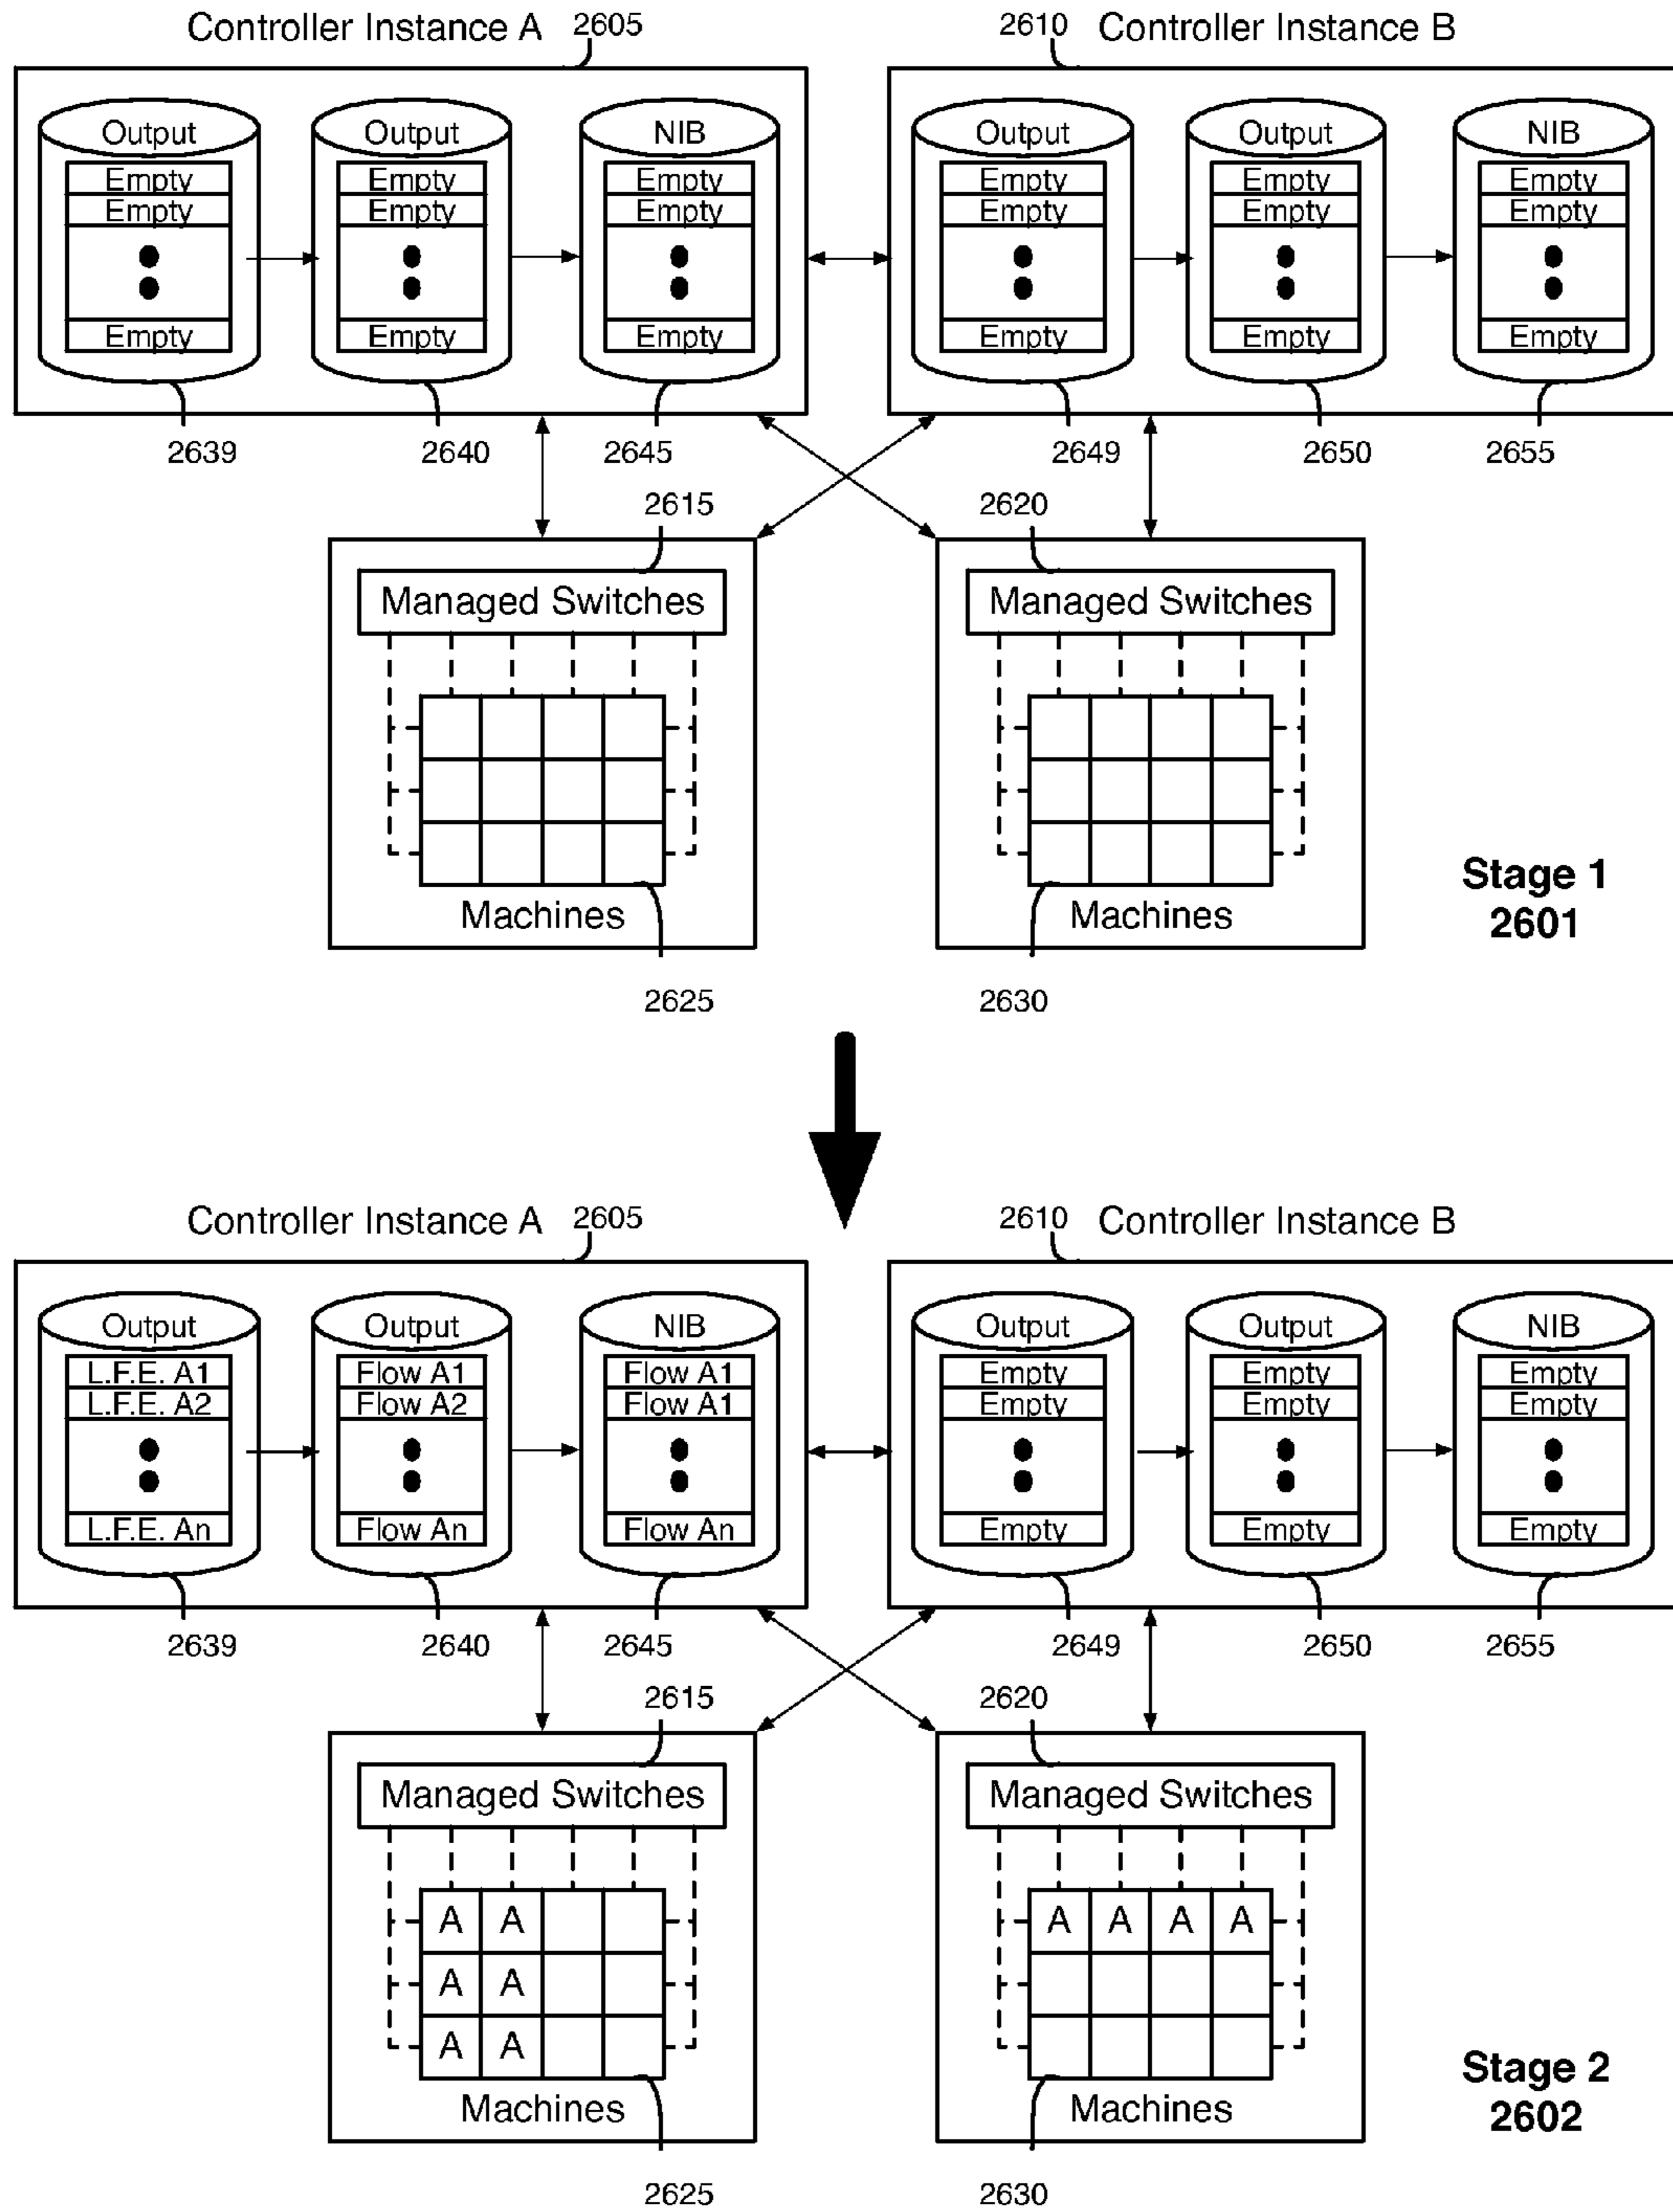 Controller Instance A 2605
2610 Controller Instance B
Output Output NIB Output Output NIB
Empty Empty Empty Empty Empty Empty
Empty Empty Empty Empty Empty Empty
Empty Empty Empty Empty Empty Empty
2639 2640 2645 2649 2650 2655
2615 2620
Managed Switches Managed Switches
Machines Machines
Stage 1
2601
2625 2630
Controller Instance A 2605
2610 Controller Instance B
Output Output NIB Output Output NIB
L.F.E. A1 Flow A1 Flow A1 Empty Empty Empty
L.F.E. A2 Flow A2 Flow A1 Empty Empty Empty
L.F.E. An Flow An Flow An Empty Empty Empty
2639 2640 2645 2649 2650 2655
2615 2620
Managed Switches Managed Switches
A A A A A A
A A
A A
Machines Machines
Stage 2
2602
2625 2630